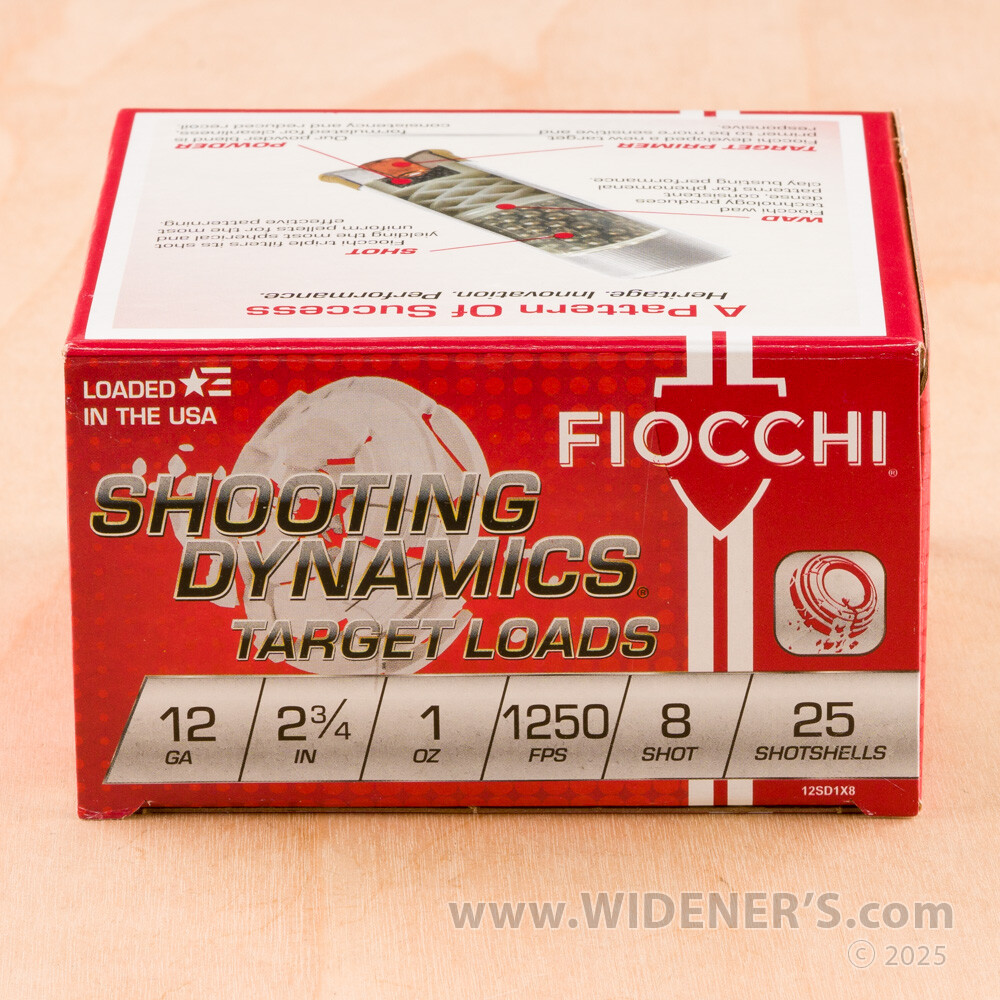 A Pattern Of Success
Heritage. Innovation. Performance.
SHOT
Fiocchi triple filters its shot
yielding the most spherical and
uniform pellets for the most
effective patterning.
WAD
Fiocchi wad
technology produces
dense, consistent
patterns for phenomenal
clay busting performance.
POWDER
Our powder blend is
formulated for cleanliness,
consistency and reduced recoil.
TARGET PRIMER
Fiocchi developed a new target
primer to be more sensitive and
responsive.
LOADED
IN THE USA
FIOCCHI®
SHOOTING
DYNAMICS®
TARGET LOADS
12 2 3/4 1 1250 8 25
GA IN OZ FPS SHOT SHOTSHELLS
12SD1X8
www.WIDENER'S.com
© 2025